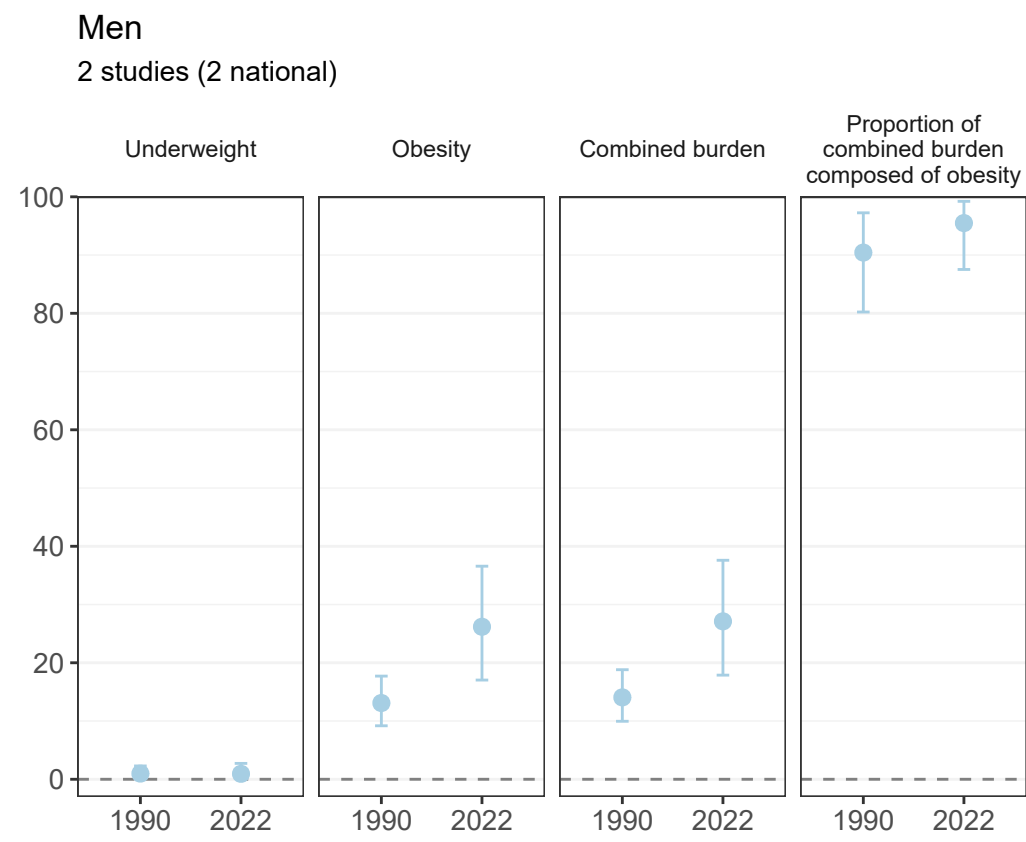 Men
2 studies (2 national)
Underweight
Obesity
Combined burden
Proportion of
combined burden
composed of obesity
100
80
60
40
20
0
1990 2022
1990 2022
1990 2022
1990 2022